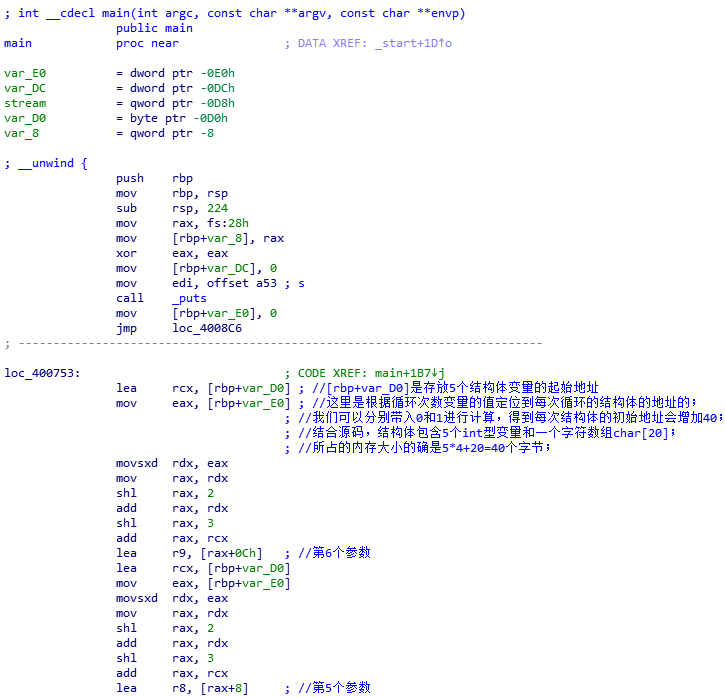 ; int __cdecl main(int argc, const char **argv, const char **envp)
public main
main proc near ; DATA XREF: _start+1D↑o
var_E0 = dword ptr -0E0h
var_DC = dword ptr -0DCh
stream = qword ptr -0D8h
var_D0 = byte ptr -0D0h
var_8 = qword ptr -8
; __unwind {
push rbp
mov rbp, rsp
sub rsp, 224
mov rax, fs:28h
mov [rbp+var_8], rax
xor eax, eax
mov [rbp+var_DC], 0
mov edi, offset a53 ; s
call _puts
mov [rbp+var_E0], 0
jmp loc_4008C6
; ---------------------------------------------------------------------------
loc_400753: ; CODE XREF: main+1B7↓j
lea rcx, [rbp+var_D0] ; //[rbp+var_D0]是存放5个结构体变量的起始地址
mov eax, [rbp+var_E0] ; //这里是根据循环次数变量的值定位到每次循环的结构体的地址的;
; //我们可以分别带入0和1进行计算，得到每次结构体的初始地址会增加40;
; //结合源码，结构体包含5个int型变量和一个字符数组char[20];
; //所占的内存大小的确是5*4+20=40个字节;
movsxd rdx, eax
mov rax, rdx
shl rax, 2
add rax, rdx
shl rax, 3
add rax, rcx
lea r9, [rax+0Ch] ; //第6个参数
lea rcx, [rbp+var_D0]
mov eax, [rbp+var_E0]
movsxd rdx, eax
mov rax, rdx
shl rax, 2
add rax, rdx
shl rax, 3
add rax, rcx
lea r8, [rax+8] ; //第5个参数